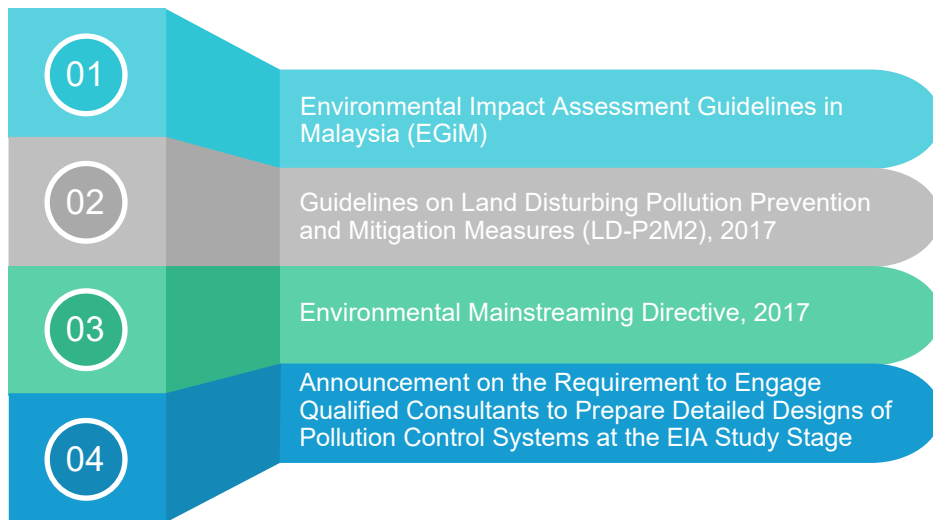 01
Environmental Impact Assessment Guidelines in
Malaysia (EGiM)
02
Guidelines on Land Disturbing Pollution Prevention
and Mitigation Measures (LD-P2M2), 2017
03
Environmental Mainstreaming Directive, 2017
04
Announcement on the Requirement to Engage
Qualified Consultants to Prepare Detailed Designs of
Pollution Control Systems at the EIA Study Stage